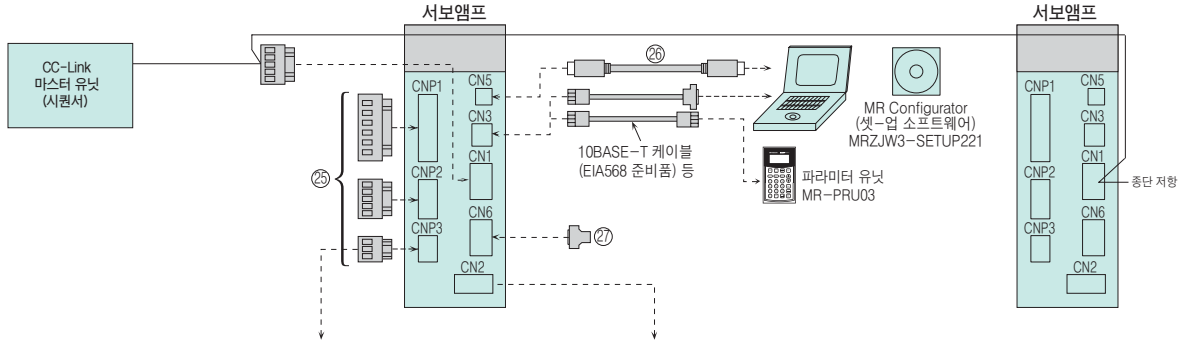 서보앰프
서보앰프
CC-Link
마스터 유닛
(시퀀서)
CNP1
CN5
CN3
CN1
CNP2
CN6
CNP3
CN2
㉕
㉖
MR Configurator
(셋-업 소프트웨어)
MRZJW3-SETUP221
10BASE-T 케이블
(EIA568 준비품) 등
파라미터 유닛
MR-PRU03
㉗
CNP1
CN5
CN3
CN1
CNP2
CN6
CNP3
CN2
종단 저항